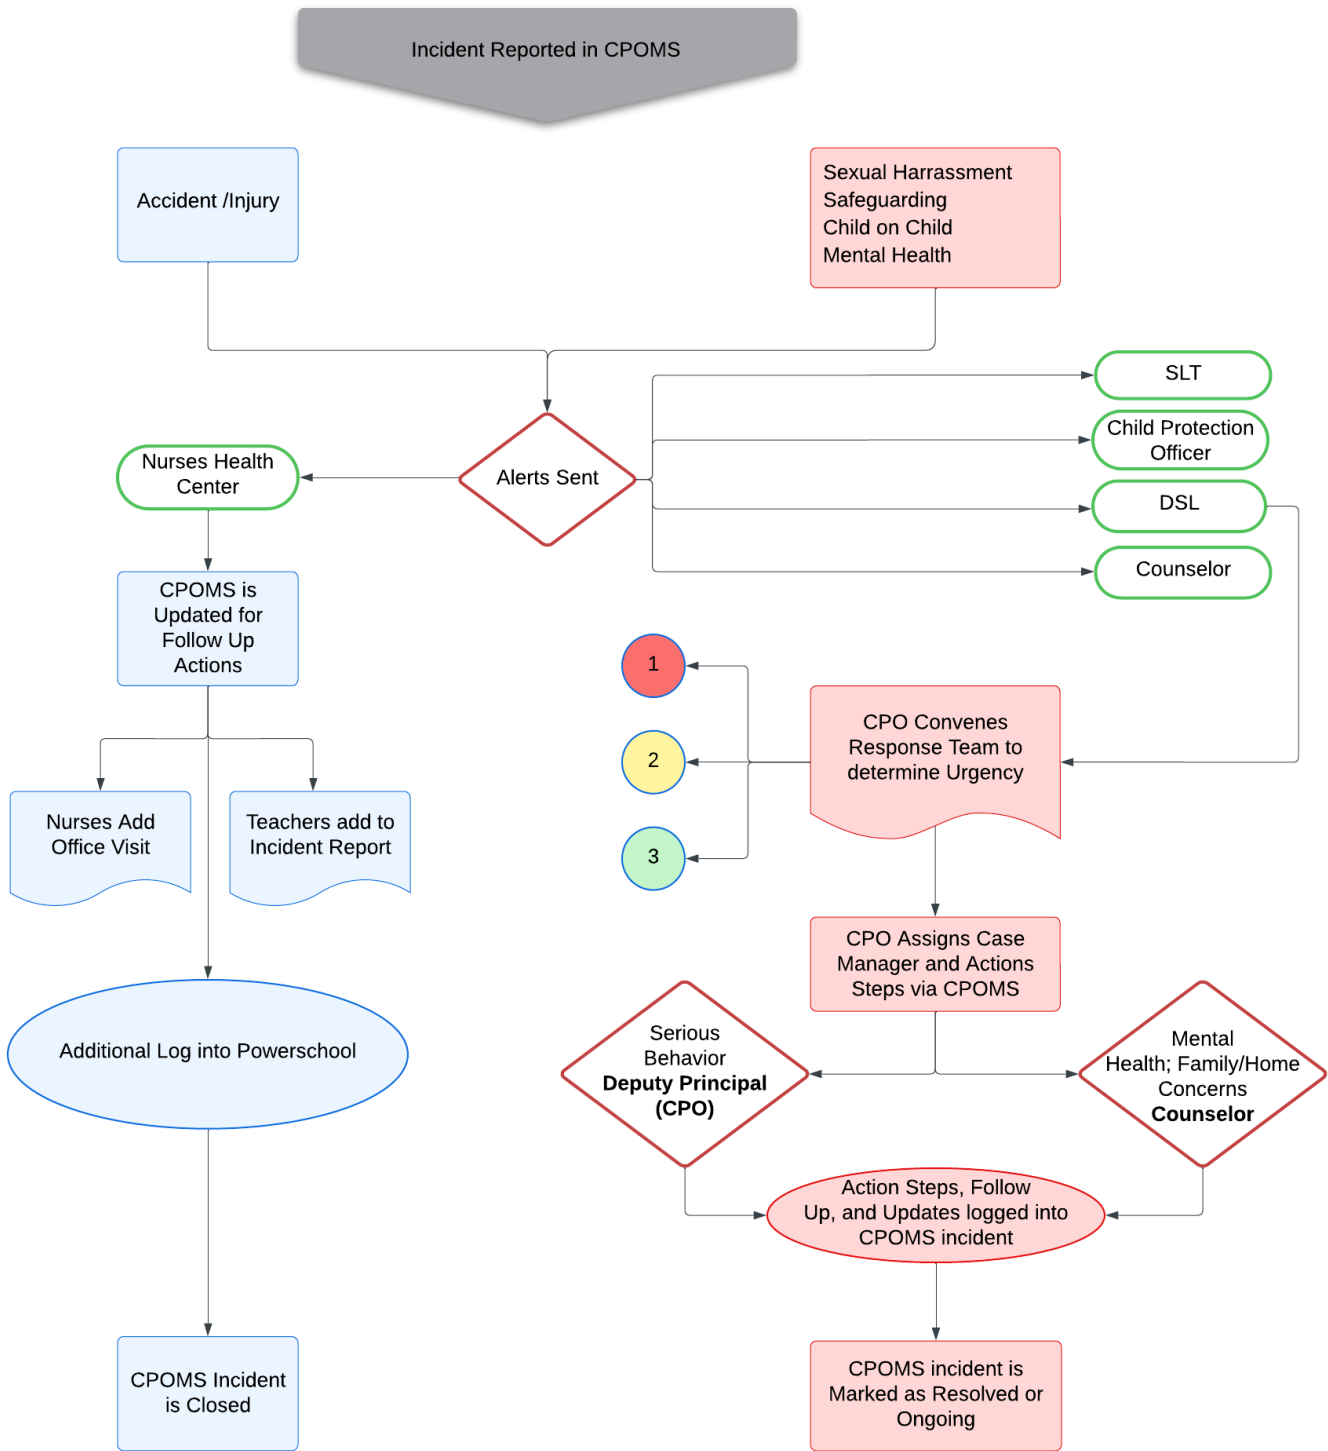 Incident Reported in CPOMS
Accident /Injury
Sexual Harrassment
Safeguarding
Child on Child
Mental Health
SLT
Child Protection
Officer
Nurses Health
Center
Alerts Sent
DSL
Counselor
CPOMS is
Updated for
Follow Up
Actions
1
2
3
CPO Convenes
Response Team to
determine Urgency
Nurses Add
Office Visit
Teachers add to
Incident Report
CPO Assigns Case
Manager and Actions
Steps via CPOMS
Additional Log into Powerschool
Serious
Behavior
Deputy Principal
(CPO)
Mental
Health; Family/Home
Concerns
Counselor
Action Steps, Follow
Up, and Updates logged into
CPOMS incident
CPOMS Incident
is Closed
CPOMS incident is
Marked as Resolved or
Ongoing